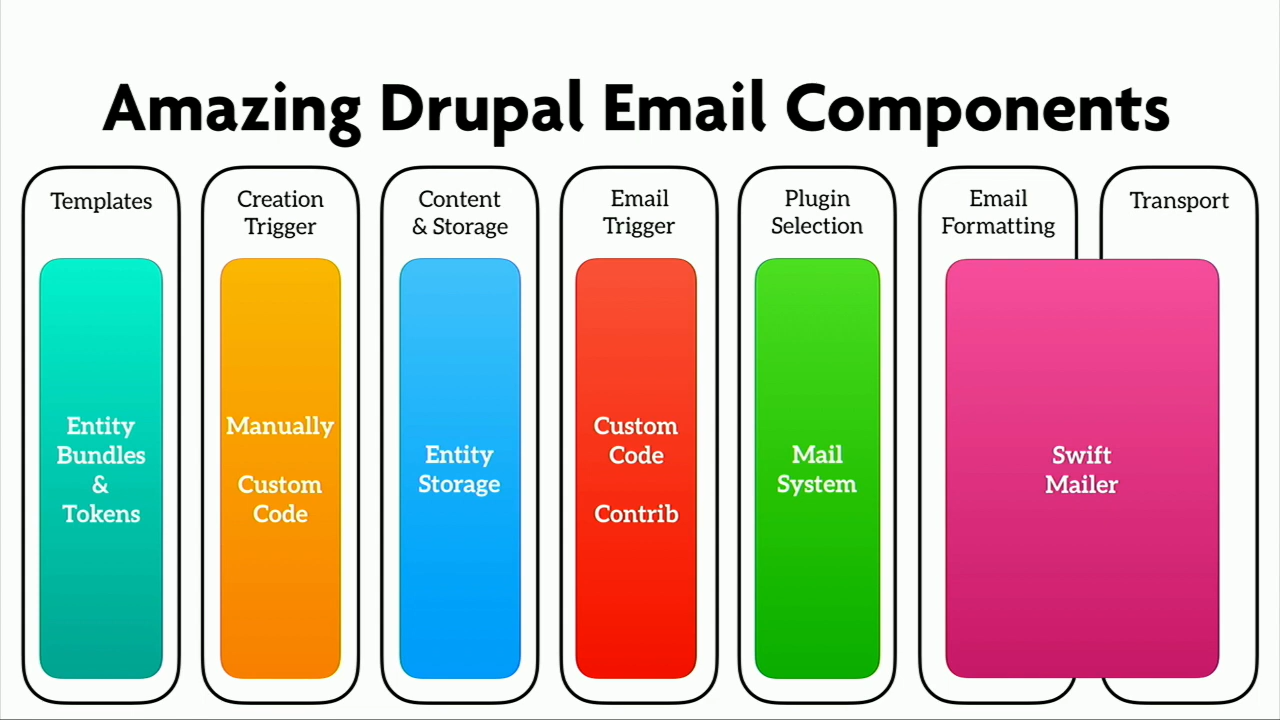 Amazing Drupal Email Components
Templates
Entity
Bundles
&
Tokens
Creation
Trigger
Manually
Custom
Code
Content
& Storage
Entity
Storage
Email
Trigger
Custom
Code
Contrib
Plugin
Selection
Mail
System
Email
Formatting
Transport
Swift
Mailer